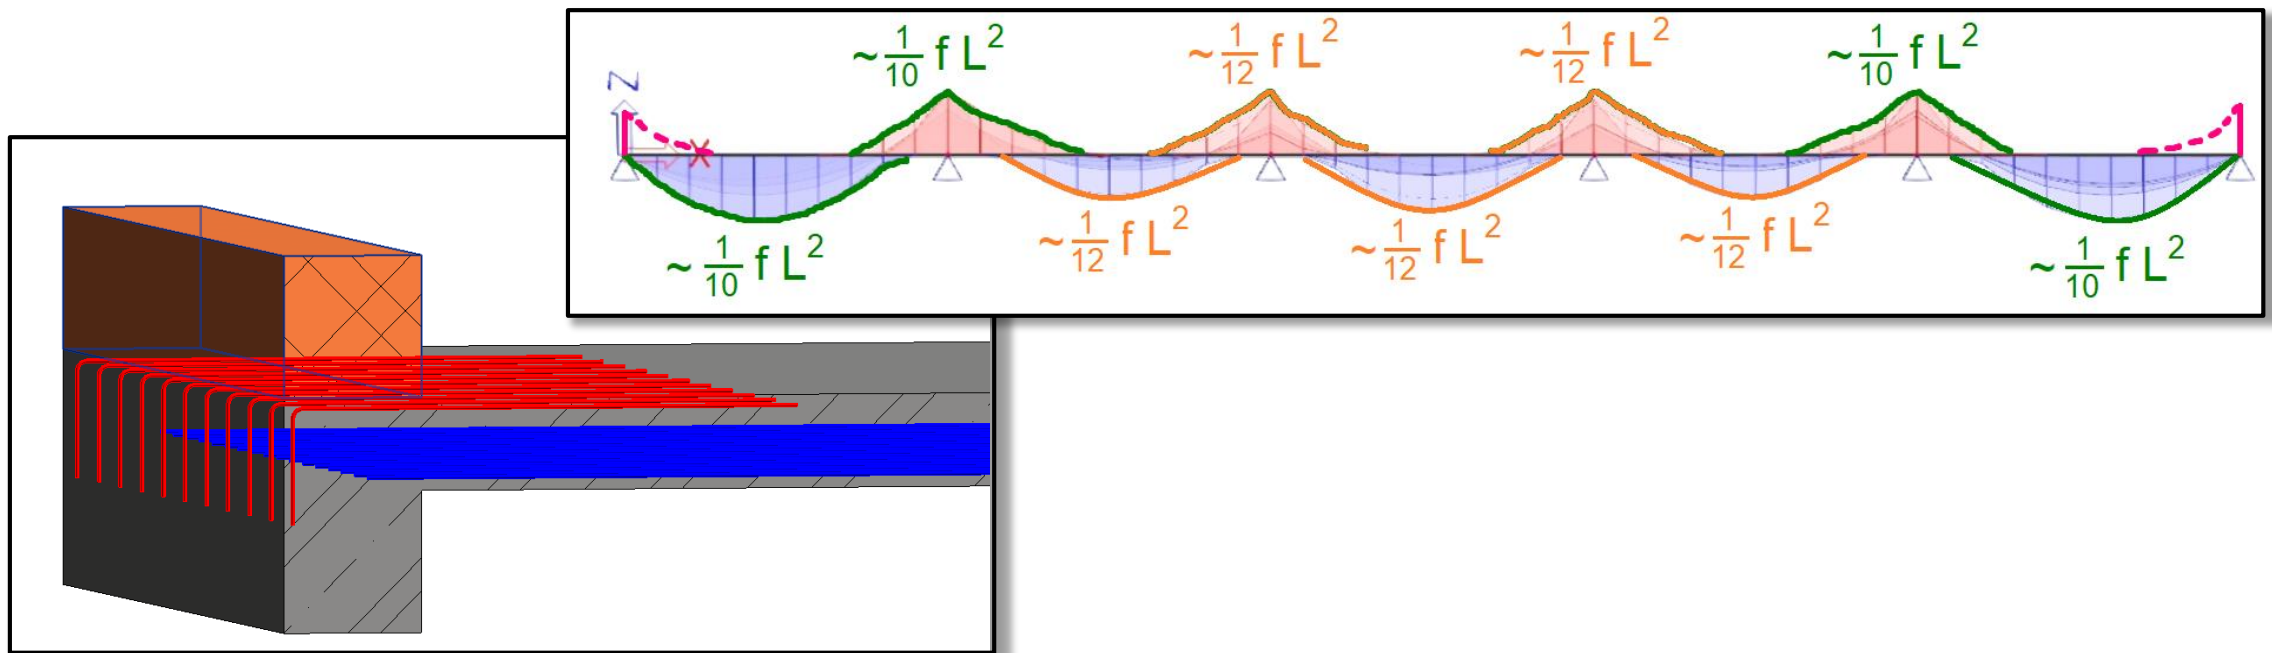 ~ 1/10 f L²
~ 1/12 f L²
~ 1/12 f L²
~ 1/10 f L²
Z
X
~ 1/10 f L²
~ 1/12 f L²
~ 1/12 f L²
~ 1/12 f L²
~ 1/10 f L²